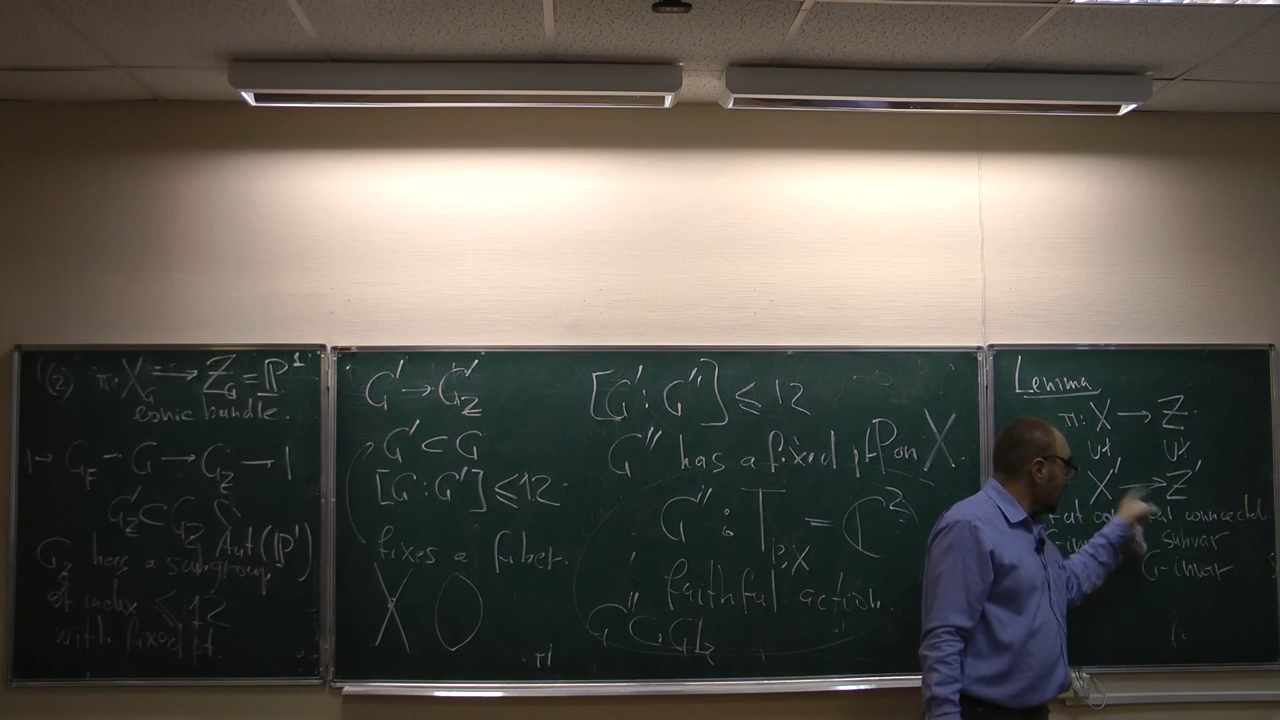 (2) π: X_G → Z_G = P¹
conic bundle.
1 → G_F – G → G_Z → 1
G'_Z ⊂ G_Z ⊂ Aut(P¹)
G_Z has a subgroup
of index ≤ 12
with fixed pt.
G' → G'_Z
G' ⊂ G
[G : G'] ≤ 12.
fixes a fiber.
[G' : G''] ≤ 12
G'' has a fixed pt P on X.
G'' : T_{P,X} = C²
faithful action.
G'' ⊂ GL₂
Lemma
π: X → Z.
∪ ∪
X' → Z'
rat connected
subvar
G-invar